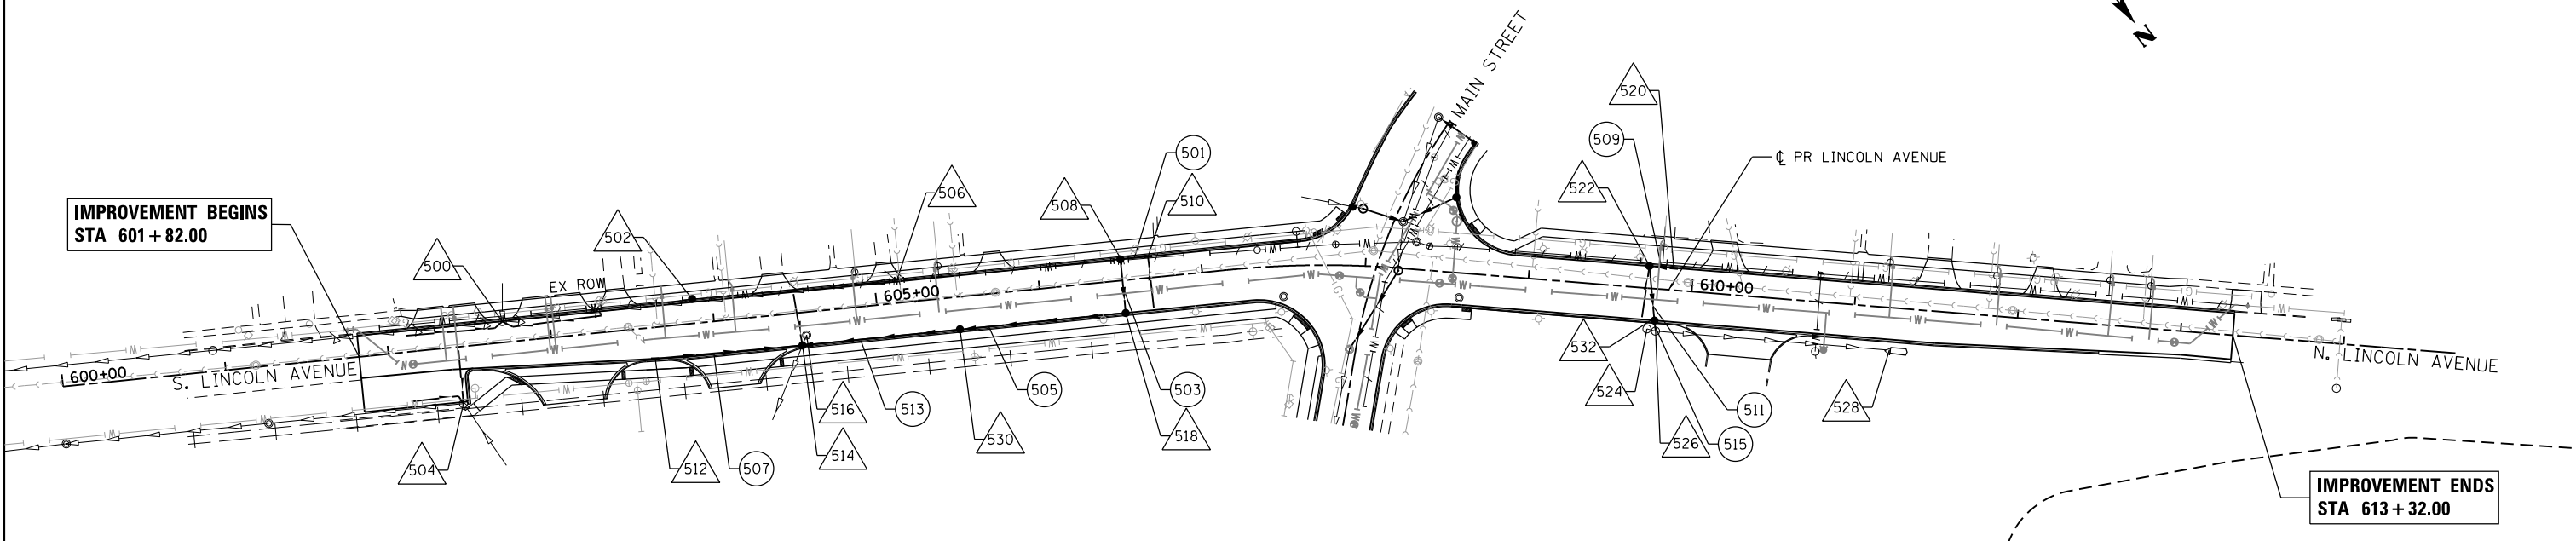 N
MAIN STREET
520
509
501
℄ PR LINCOLN AVENUE
506
510
508
522
IMPROVEMENT BEGINS
STA 601+82.00
502
500
EX ROW
605+00
610+00
600+00
S. LINCOLN AVENUE
N. LINCOLN AVENUE
532
524
505
503
513
516
511
528
530
518
526
515
504
512
507
514
IMPROVEMENT ENDS
STA 613+32.00